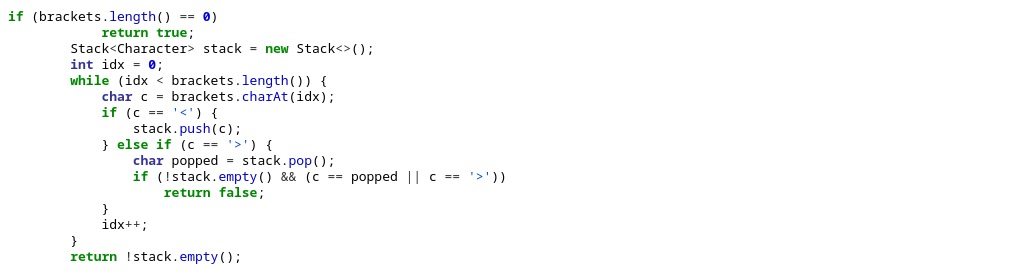 if (brackets.length() == 0)
            return true;
        Stack<Character> stack = new Stack<>();
        int idx = 0;
        while (idx < brackets.length()) {
            char c = brackets.charAt(idx);
            if (c == '<') {
                stack.push(c);
            } else if (c == '>') {
                char popped = stack.pop();
                if (!stack.empty() && (c == popped || c == '>'))
                    return false;
            }
            idx++;
        }
        return !stack.empty();